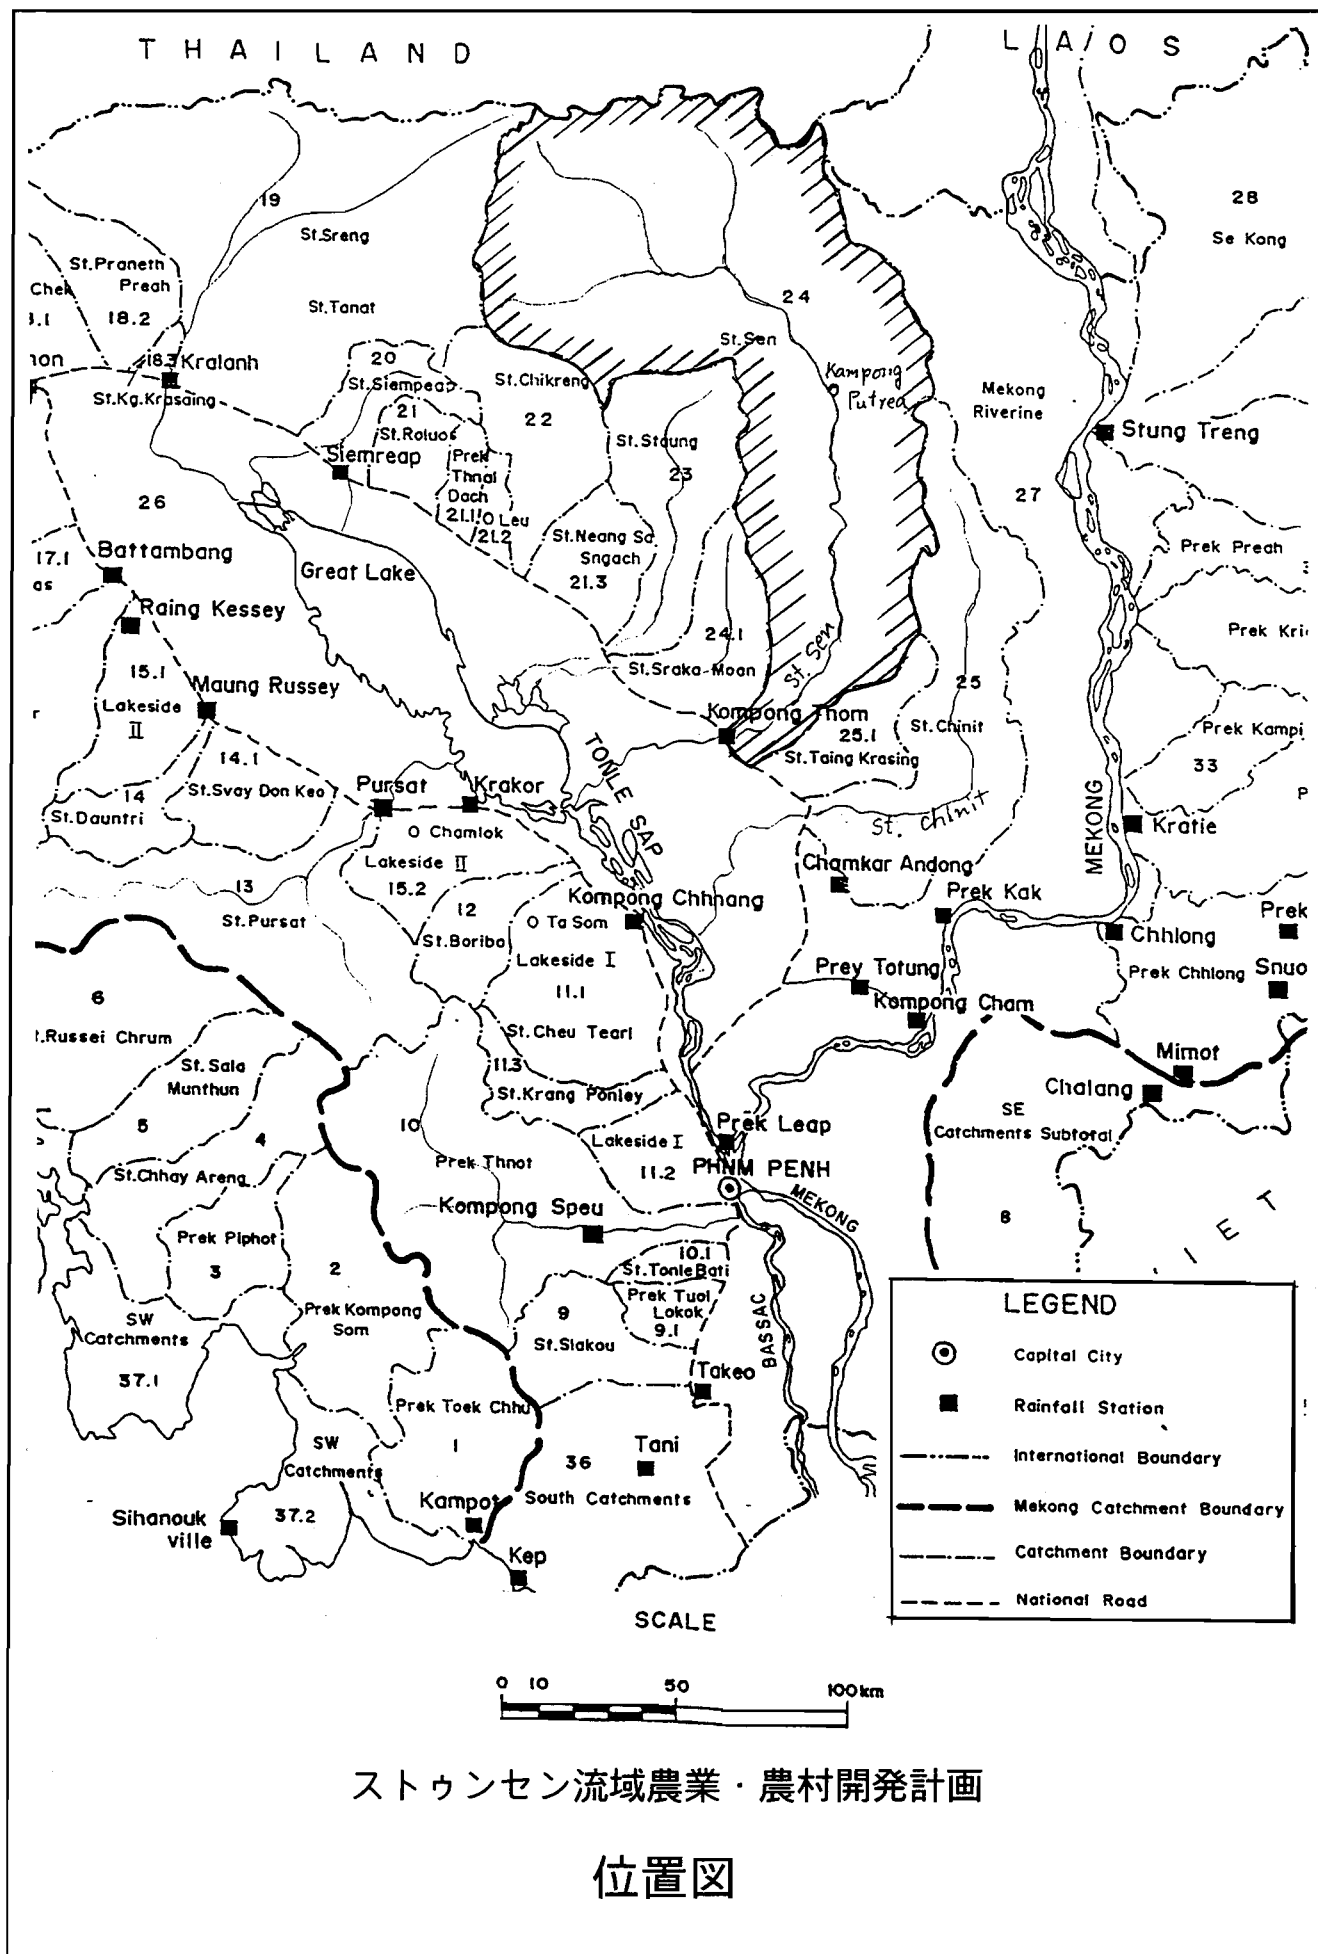 THAILAND
LAOS
19
St.Sreng
28
Se Kong
St.Praneth
Preah
Chek
18.2
St.Tanat
24
St.Sen
18.3
Kralanh
20
St.Siempeap
St.Chikreng
Kampong
Putrea
Mekong
Riverine
St.Kg.Krasaing
21
St.Roluos
22
St.Staung
Stung Treng
Siemreap
Prek
Thnal
Dach
21.1
O Leu
21.2
23
27
26
St.Neang Sa
Sngach
21.3
Prek Preah
17.1
as
Battambang
Great Lake
Raing Kessey
24.1
St.Sen
Prek Krie
15.1
Lakeside
II
Maung Russey
St.Sraka-Moan
25
Kompong Thom
25.1
St.Chinit
Prek Kampi
14.1
St.Taing Krasing
33
TONLE SAP
14
St.Svay Don Keo
Pursat
Krakor
St.Dauntri
O Chamlok
St. Chinit
MEKONG
Kratie
Lakeside II
15.2
Chamkar Andong
13
St.Pursat
12
Kompong Chhnang
Prek Kak
St.Boribo
O Ta Som
Chhlong
Prek
Lakeside I
Prey Totung
Prek Chhlong
Snuo
6
11.1
Kompong Cham
t.Russei Chrum
St.Cheu Tearl
St.Sala
Munthun
11.3
St.Krang Ponley
Mimot
Chalang
5
4
10
Prek Leap
SE
Catchments Subtotal
Lakeside I
11.2
Prek Thnot
PHNM PENH
St.Chhay Areng
MEKONG
Kompong Speu
8
IET
Prek Piphot
3
2
10.1
St.Tonle Bati
Prek Tuol
Lokok
9.1
Prek Kompong
Som
SW
Catchments
37.1
9
St.Slakou
BASSAC
Takeo
Prek Toek Chhu
SW
Catchments
1
36
Tani
Kampot
South Catchments
Sihanouk
ville
37.2
Kep
LEGEND
Capital City
Rainfall Station
International Boundary
Mekong Catchment Boundary
Catchment Boundary
National Road
SCALE
0 10 50 100km
ストゥンセン流域農業・農村開発計画
位置図